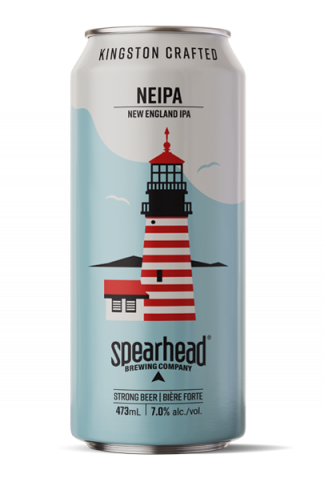 KINGSTON CRAFTED
NEIPA
NEW ENGLAND IPA
spearhead®
BREWING COMPANY
STRONG BEER | BIÈRE FORTE
473mL | 7.0% alc./vol.